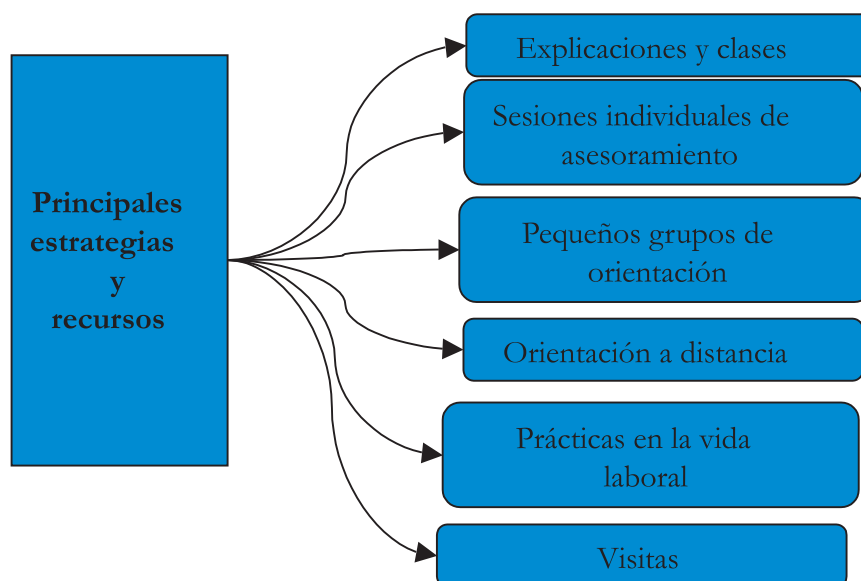 Principales
estrategias
y
recursos
Explicaciones y clases
Sesiones individuales de
asesoramiento
Pequeños grupos de
orientación
Orientación a distancia
Prácticas en la vida
laboral
Visitas